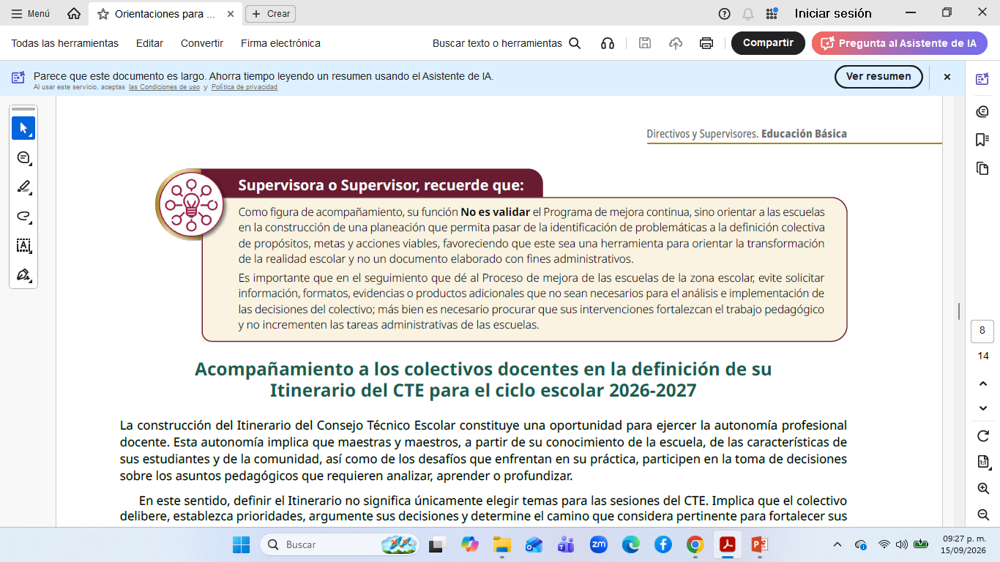 Menú
Orientaciones para ...
Crear
Iniciar sesión
Todas las herramientas
Editar
Convertir
Firma electrónica
Buscar texto o herramientas
Compartir
Pregunta al Asistente de IA
Parece que este documento es largo. Ahorra tiempo leyendo un resumen usando el Asistente de IA.
Al usar este servicio, aceptas las Condiciones de uso y Política de privacidad
Ver resumen
Directivos y Supervisores. Educación Básica
Supervisora o Supervisor, recuerde que:
Como figura de acompañamiento, su función No es validar el Programa de mejora continua, sino orientar a las escuelas
en la construcción de una planeación que permita pasar de la identificación de problemáticas a la definición colectiva
de propósitos, metas y acciones viables, favoreciendo que este sea una herramienta para orientar la transformación
de la realidad escolar y no un documento elaborado con fines administrativos.
Es importante que en el seguimiento que dé al Proceso de mejora de las escuelas de la zona escolar, evite solicitar
información, formatos, evidencias o productos adicionales que no sean necesarios para el análisis e implementación de
las decisiones del colectivo; más bien es necesario procurar que sus intervenciones fortalezcan el trabajo pedagógico
y no incrementen las tareas administrativas de las escuelas.
Acompañamiento a los colectivos docentes en la definición de su
Itinerario del CTE para el ciclo escolar 2026-2027
La construcción del Itinerario del Consejo Técnico Escolar constituye una oportunidad para ejercer la autonomía profesional
docente. Esta autonomía implica que maestras y maestros, a partir de su conocimiento de la escuela, de las características de
sus estudiantes y de la comunidad, así como de los desafíos que enfrentan en su práctica, participen en la toma de decisiones
sobre los asuntos pedagógicos que requieren analizar, aprender o profundizar.
En este sentido, definir el Itinerario no significa únicamente elegir temas para las sesiones del CTE. Implica que el colectivo
delibere, establezca prioridades, argumente sus decisiones y determine el camino que considera pertinente para fortalecer sus
8
14
1:1
Buscar
zm
09:27 p. m.
15/09/2026